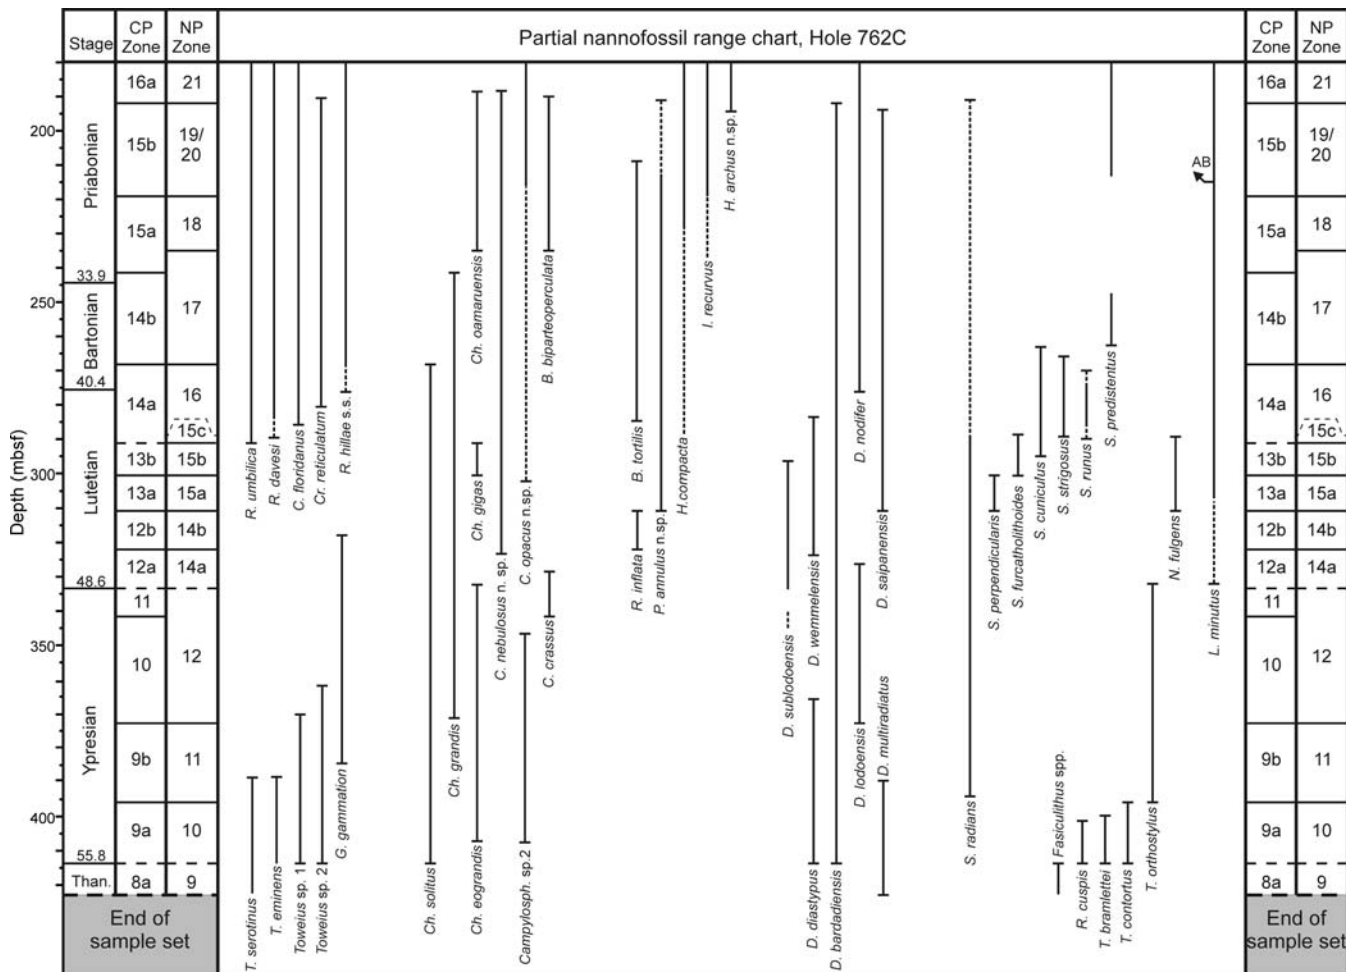 Stage
CP
Zone
NP
Zone
Partial nannofossil range chart, Hole 762C
CP
Zone
NP
Zone
Depth (mbsf)
200
250
300
350
400
Priabonian
33.9
Bartonian
40.4
Lutetian
48.6
Ypresian
55.8
Than.
16a
15b
15a
14b
14a
13b
13a
12b
12a
11
10
9b
9a
8a
21
19/
20
18
17
16
15c
15b
15a
14b
14a
12
11
10
9
End of
sample set
T. serotinus
R. umbilica
T. eminens
R. davesi
Toweius sp. 1
C. floridanus
Toweius sp. 2
Cr. reticulatum
G. gammation
R. hillae s.s.
Ch. solitus
Ch. grandis
Ch. eograndis
Ch. gigas
Ch. oamaruensis
C. nebulosus n. sp.
Campylosph. sp.2
C. opacus n.sp.
C. crassus
B. biparteoperculata
R. inflata
B. tortilis
P. annulus n.sp.
H.compacta
I. recurvus
H. archus n.sp.
D. sublodoensis
D. diastypus
D. wemmelensis
D. bardadiensis
D. lodoensis
D. nodifer
D. multiradiatus
D. saipanensis
S. radians
S. perpendicularis
S. furcatholithoides
S. cuniculus
Fasiculithus spp.
S. strigosus
R. cuspis
S. runus
T. bramlettei
S. predistentus
T. contortus
T. orthostylus
N. fulgens
L. minutus
AB
16a
15b
15a
14b
14a
13b
13a
12b
12a
11
10
9b
9a
8a
21
19/
20
18
17
16
15c
15b
15a
14b
14a
12
11
10
9
End of
sample set